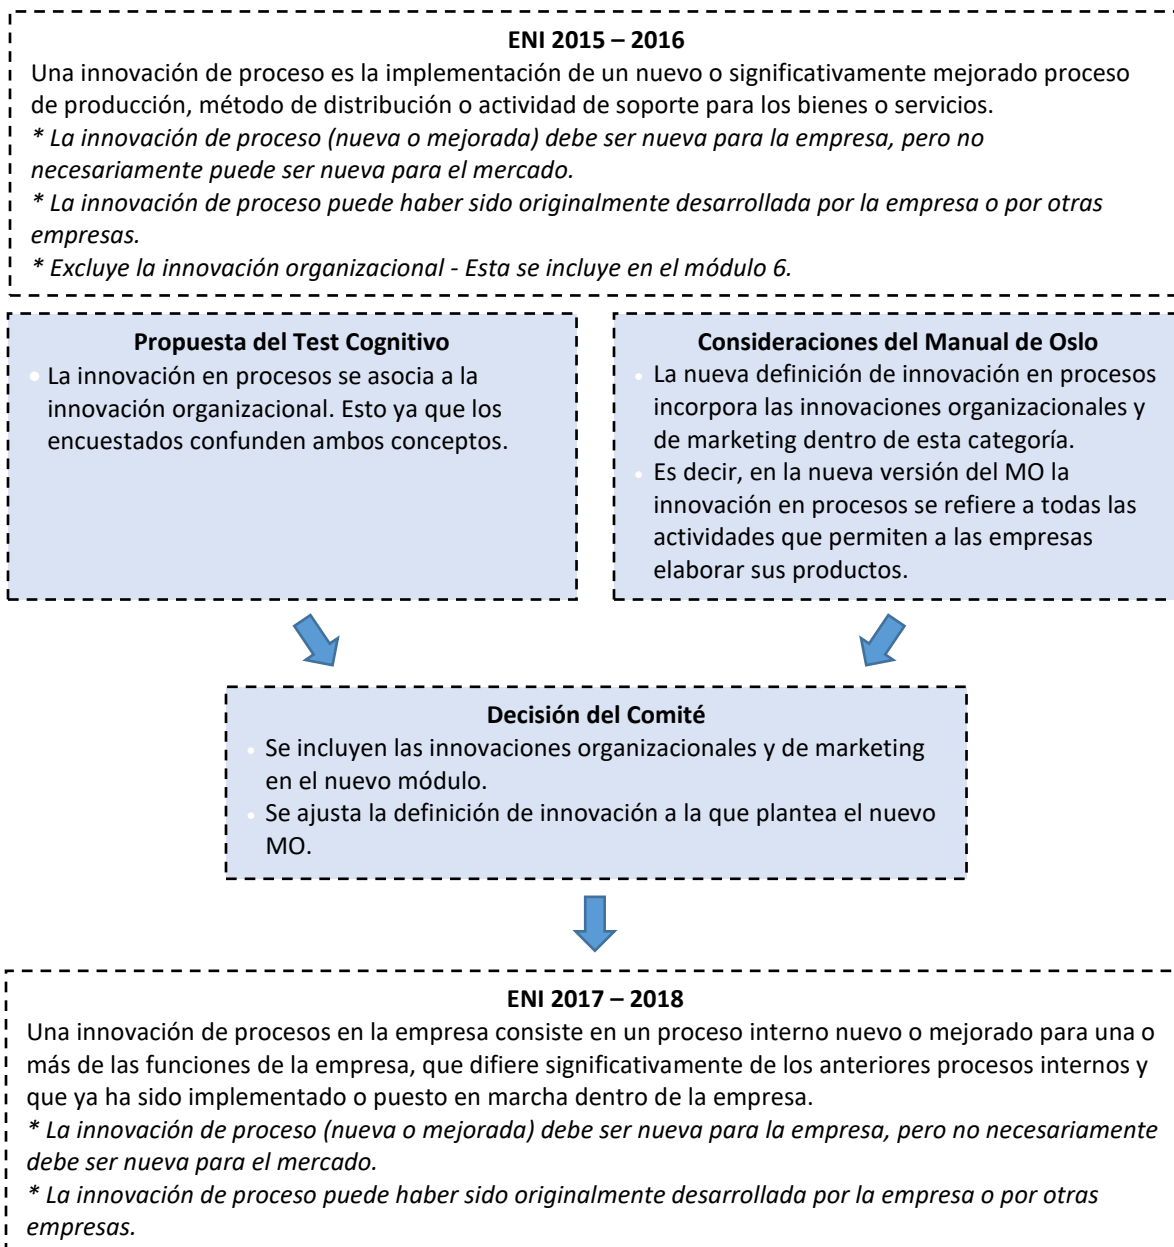 ENI 2015 – 2016
Una innovación de proceso es la implementación de un nuevo o significativamente mejorado proceso
de producción, método de distribución o actividad de soporte para los bienes o servicios.
* La innovación de proceso (nueva o mejorada) debe ser nueva para la empresa, pero no
necesariamente puede ser nueva para el mercado.
* La innovación de proceso puede haber sido originalmente desarrollada por la empresa o por otras
empresas.
* Excluye la innovación organizacional - Esta se incluye en el módulo 6.
Propuesta del Test Cognitivo
• La innovación en procesos se asocia a la
innovación organizacional. Esto ya que los
encuestados confunden ambos conceptos.
Consideraciones del Manual de Oslo
• La nueva definición de innovación en procesos
incorpora las innovaciones organizacionales y
de marketing dentro de esta categoría.
• Es decir, en la nueva versión del MO la
innovación en procesos se refiere a todas las
actividades que permiten a las empresas
elaborar sus productos.
Decisión del Comité
• Se incluyen las innovaciones organizacionales y de marketing
en el nuevo módulo.
• Se ajusta la definición de innovación a la que plantea el nuevo
MO.
ENI 2017 – 2018
Una innovación de procesos en la empresa consiste en un proceso interno nuevo o mejorado para una o
más de las funciones de la empresa, que difiere significativamente de los anteriores procesos internos y
que ya ha sido implementado o puesto en marcha dentro de la empresa.
* La innovación de proceso (nueva o mejorada) debe ser nueva para la empresa, pero no necesariamente
debe ser nueva para el mercado.
* La innovación de proceso puede haber sido originalmente desarrollada por la empresa o por otras
empresas.